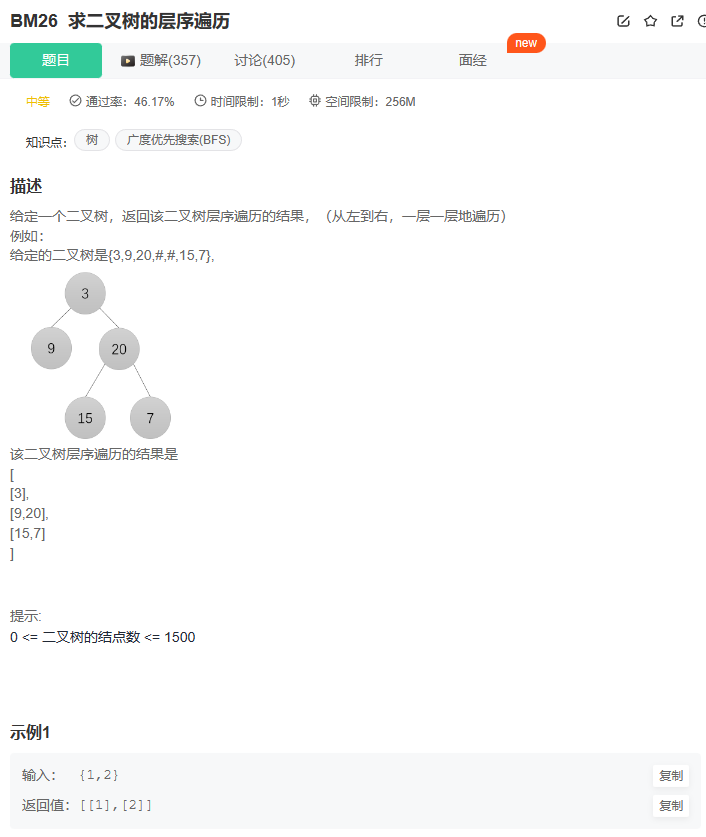 BM26 求二叉树的层序遍历
new
题目 题解(357) 讨论(405) 排行 面经
中等 通过率：46.17% 时间限制：1秒 空间限制：256M
知识点： 树 广度优先搜索(BFS)
描述
给定一个二叉树，返回该二叉树层序遍历的结果，（从左到右，一层一层地遍历）
例如：
给定的二叉树是{3,9,20,#,#,15,7},
3
9 20
15 7
该二叉树层序遍历的结果是
[
[3],
[9,20],
[15,7]
]
提示:
0 <= 二叉树的结点数 <= 1500
示例1
输入： {1,2} 复制
返回值：[[1],[2]] 复制